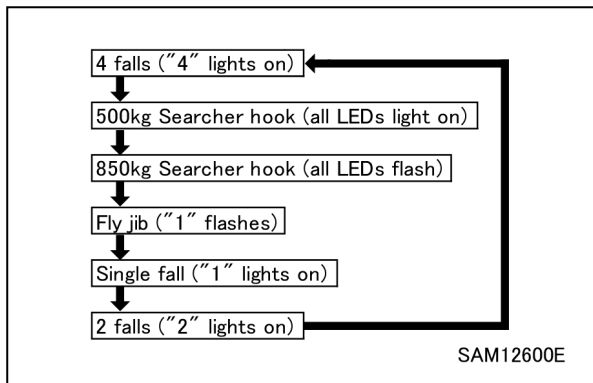 4 falls ("4" lights on)
500kg Searcher hook (all LEDs light on)
850kg Searcher hook (all LEDs flash)
Fly jib ("1" flashes)
Single fall ("1" lights on)
2 falls ("2" lights on)
SAM12600E